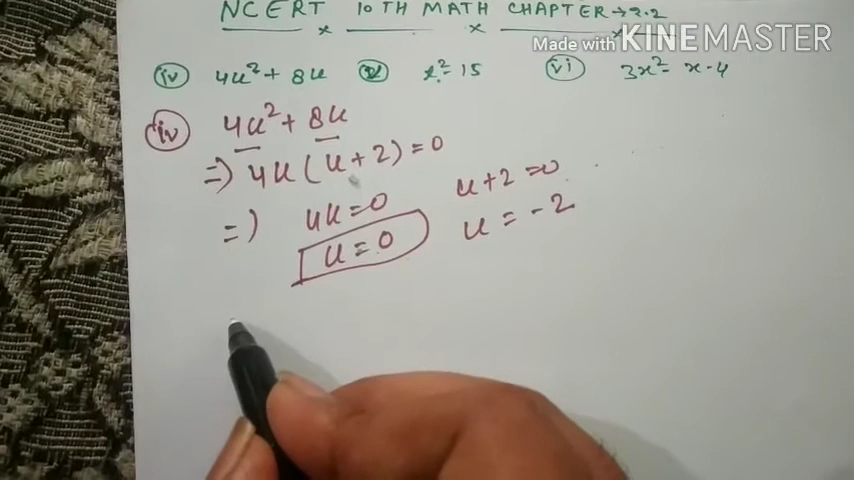 NCERT 10TH MATH CHAPTER → 2.2
Made with KINEMASTER
(iv) 4u² + 8u (v) t² - 15 (vi) 3x² - x - 4
(iv) 4u² + 8u
=) 4u (u + 2) = 0
=) 4u = 0 u + 2 = 0
u = 0 u = -2